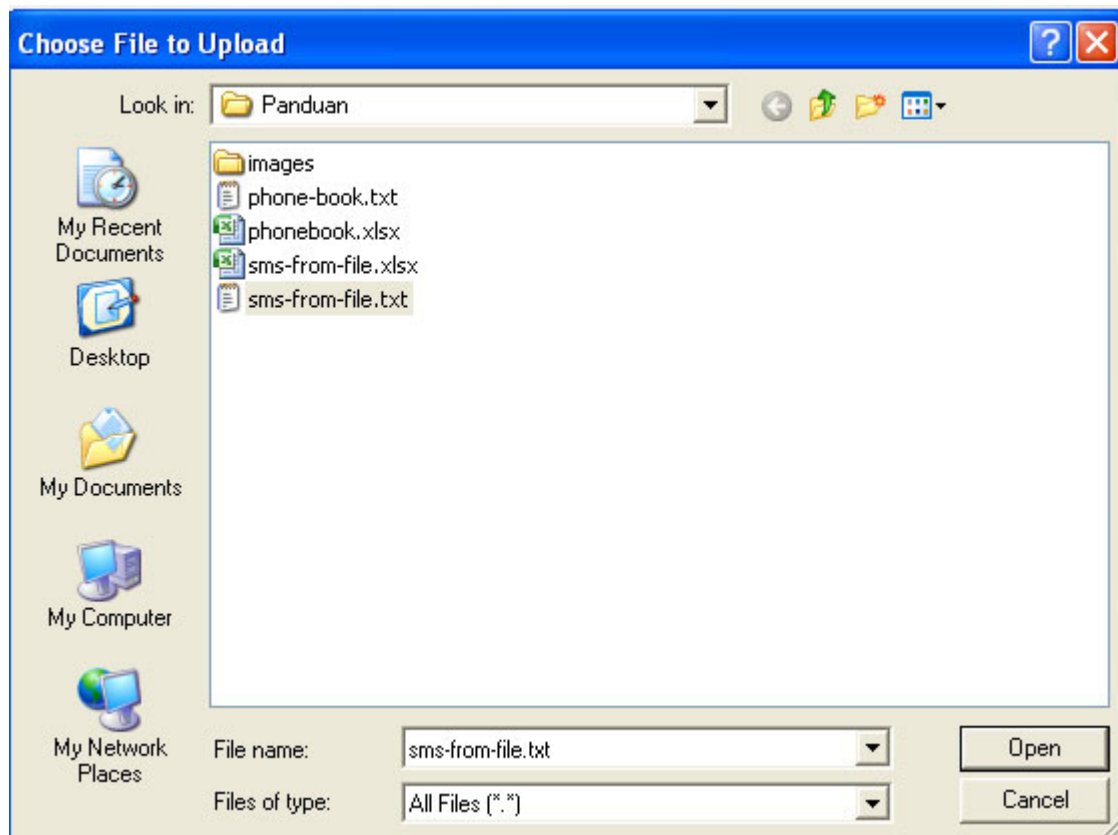 Choose File to Upload
?
Look in:
Panduan
images
phone-book.txt
phonebook.xlsx
sms-from-file.xlsx
sms-from-file.txt
My Recent
Documents
Desktop
My Documents
My Computer
My Network
Places
File name:
sms-from-file.txt
Open
Files of type:
All Files (*.*)
Cancel